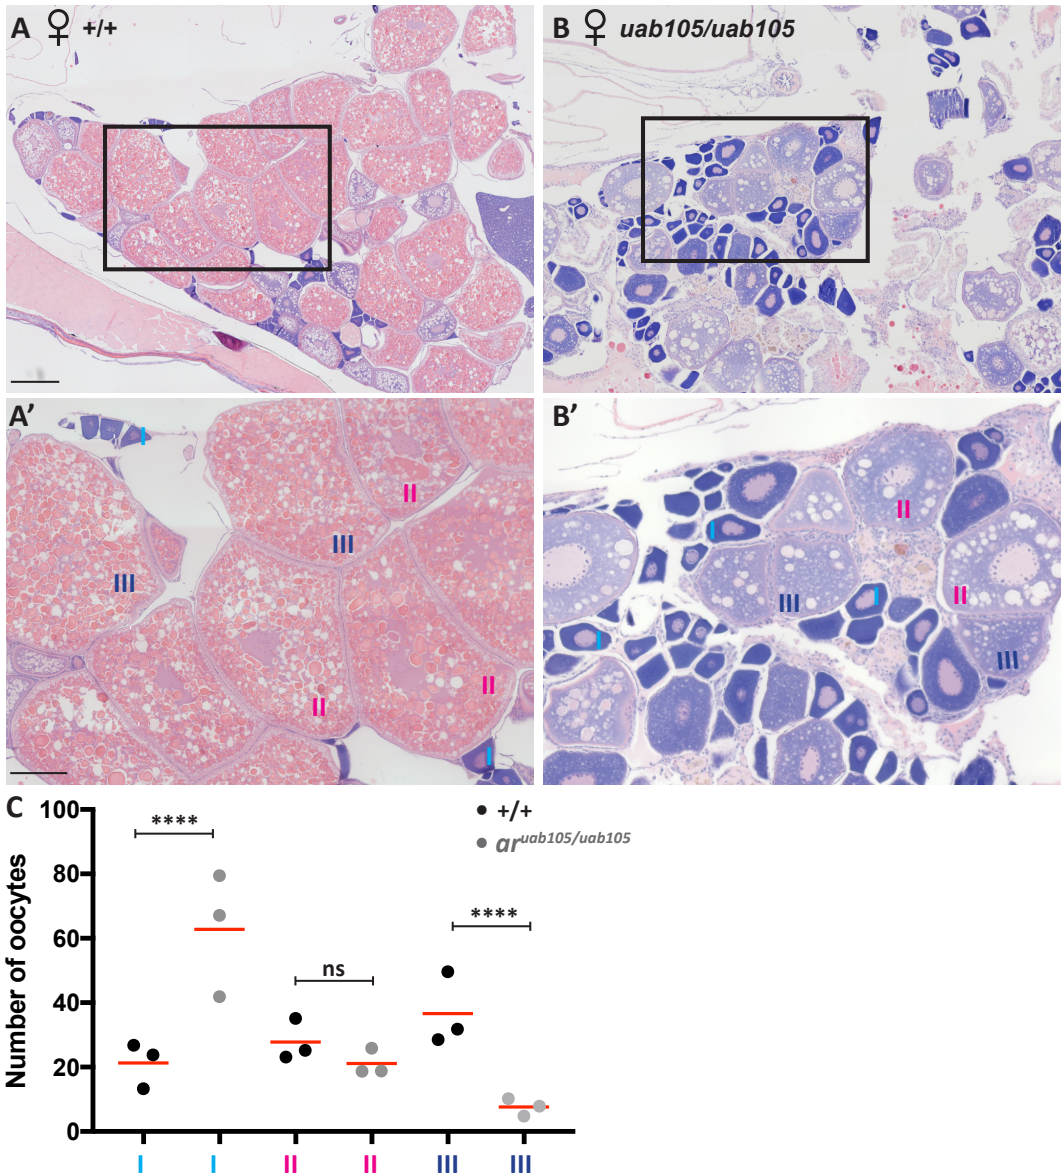 A ♀ +/+
B ♀ uab105/uab105
A'
I
II
III
III
II
II
I
B'
II
I
III
I
II
I
III
C
Number of oocytes
100
80
60
40
20
0
****
ns
****
+/+
ar^uab105/uab105
I I II II III III